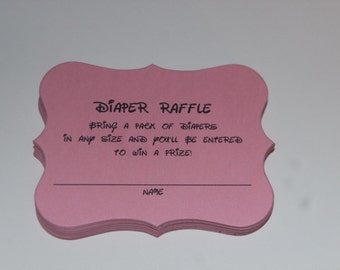 DIAPER RAFFLE
BRING A PACK OF DIAPERS
IN ANY SIZE AND YOU'LL BE ENTERED
TO WIN A PRIZE!
NAME